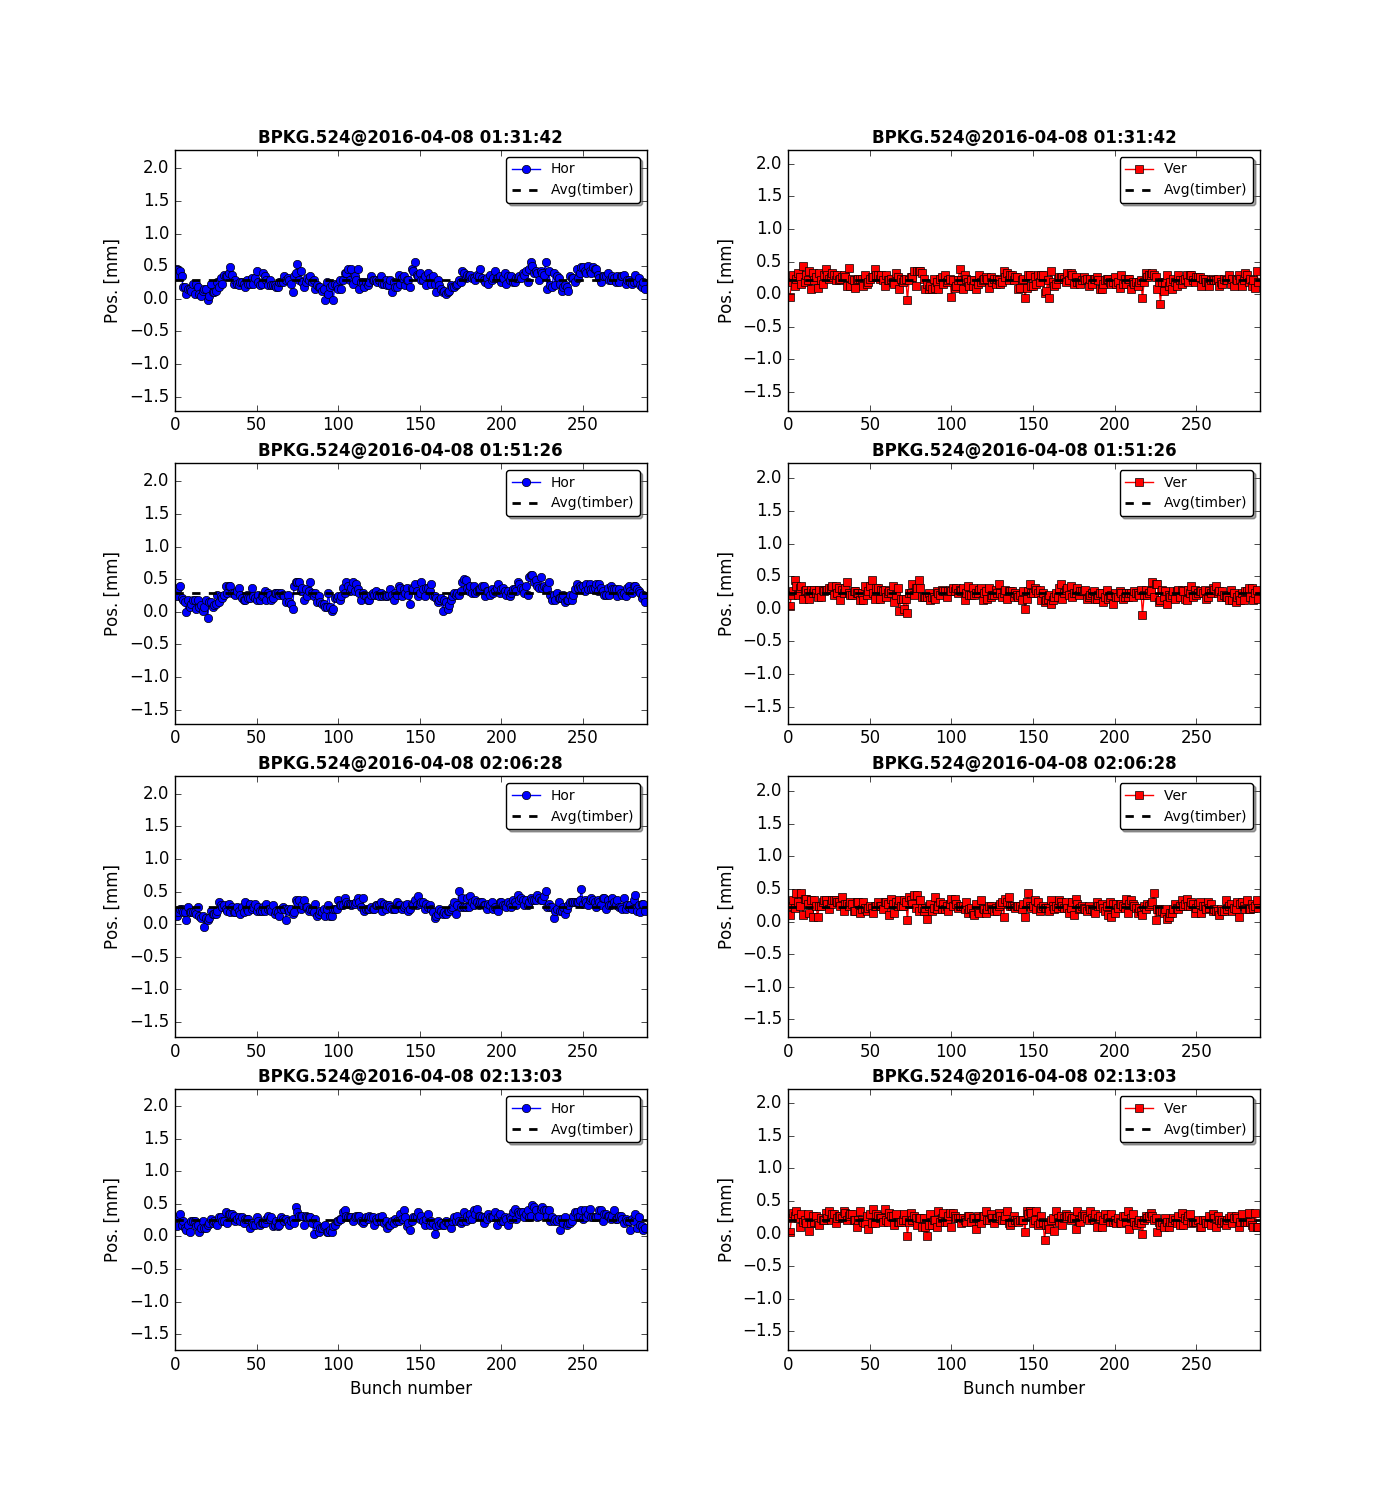 BPKG.524@2016-04-08 01:31:42
Pos. [mm]
2.0
1.5
1.0
0.5
0.0
−0.5
−1.0
−1.5
0 50 100 150 200 250
Hor
Avg(timber)
BPKG.524@2016-04-08 01:31:42
Pos. [mm]
2.0
1.5
1.0
0.5
0.0
−0.5
−1.0
−1.5
0 50 100 150 200 250
Ver
Avg(timber)
BPKG.524@2016-04-08 01:51:26
Pos. [mm]
2.0
1.5
1.0
0.5
0.0
−0.5
−1.0
−1.5
0 50 100 150 200 250
Hor
Avg(timber)
BPKG.524@2016-04-08 01:51:26
Pos. [mm]
2.0
1.5
1.0
0.5
0.0
−0.5
−1.0
−1.5
0 50 100 150 200 250
Ver
Avg(timber)
BPKG.524@2016-04-08 02:06:28
Pos. [mm]
2.0
1.5
1.0
0.5
0.0
−0.5
−1.0
−1.5
0 50 100 150 200 250
Hor
Avg(timber)
BPKG.524@2016-04-08 02:06:28
Pos. [mm]
2.0
1.5
1.0
0.5
0.0
−0.5
−1.0
−1.5
0 50 100 150 200 250
Ver
Avg(timber)
BPKG.524@2016-04-08 02:13:03
Pos. [mm]
2.0
1.5
1.0
0.5
0.0
−0.5
−1.0
−1.5
0 50 100 150 200 250
Hor
Avg(timber)
Bunch number
BPKG.524@2016-04-08 02:13:03
Pos. [mm]
2.0
1.5
1.0
0.5
0.0
−0.5
−1.0
−1.5
0 50 100 150 200 250
Ver
Avg(timber)
Bunch number